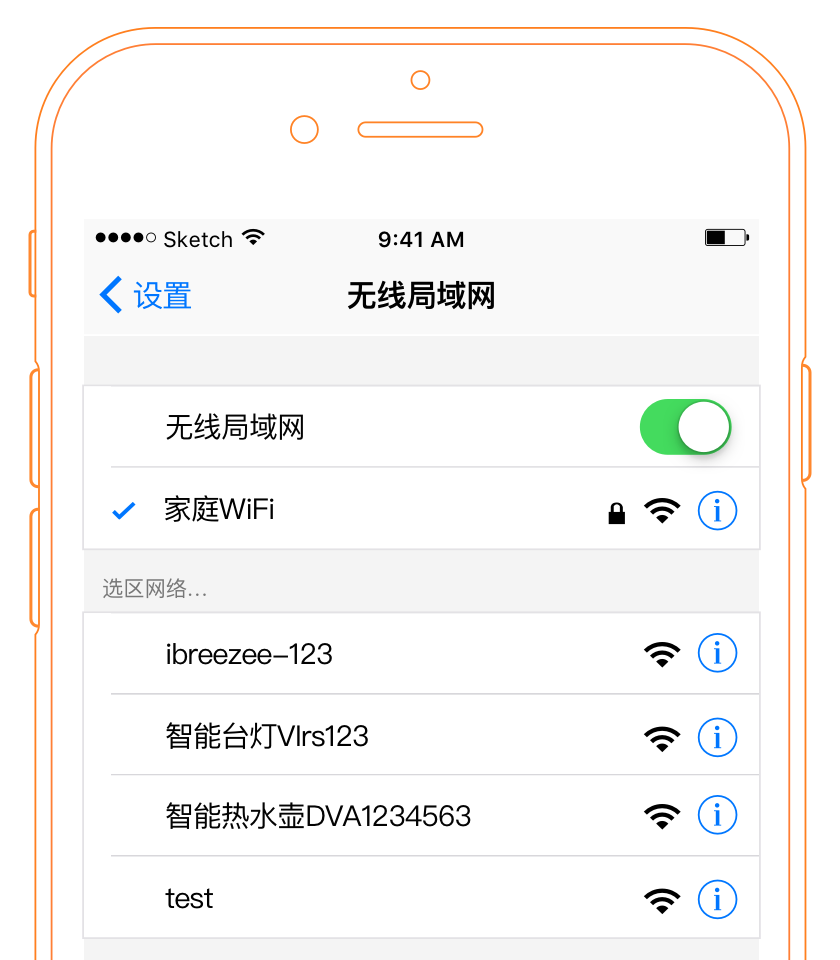 Sketch 9:41 AM
设置 无线局域网
无线局域网
家庭WiFi
选区网络...
ibreezee-123
智能台灯Vlrs123
智能热水壶DVA1234563
test